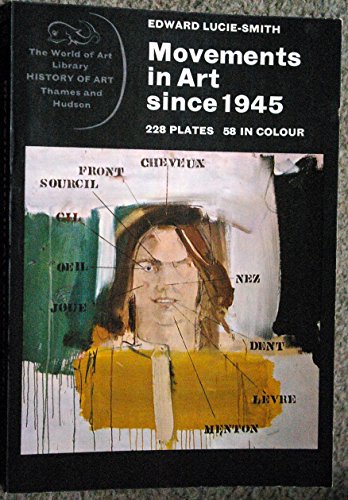 EDWARD LUCIE-SMITH
Movements
in Art
since 1945
228 PLATES 58 IN COLOUR
The World of Art
Library
HISTORY OF ART
Thames and
Hudson
CHEVEUX
FRONT
SOURCIL
CIL
OEIL
NEZ
JOUE
DENT
LÈVRE
MENTON